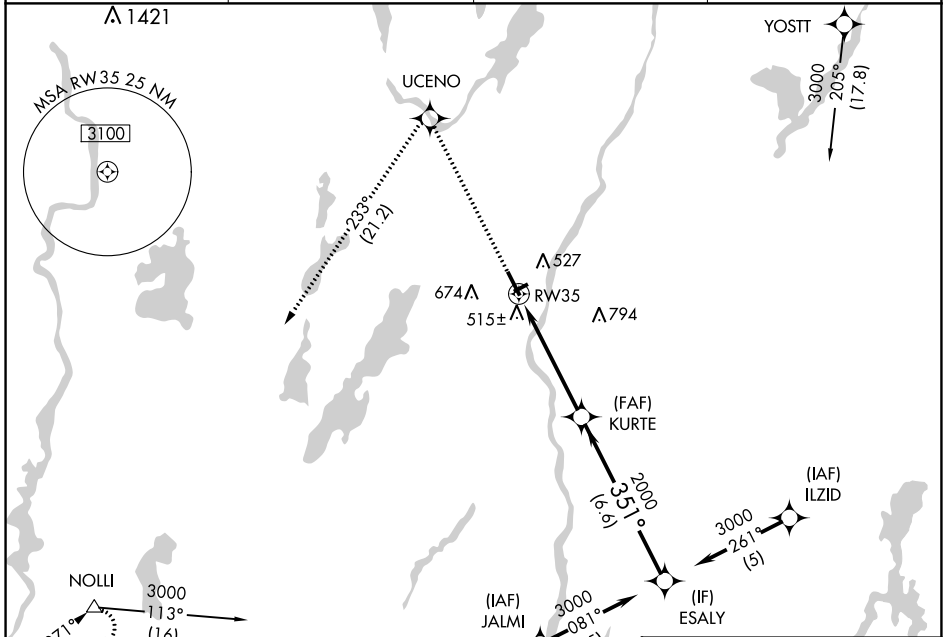 1421
MSA RW35 25 NM
3100
UCENO
YOSTT
3000
205°
(17.8)
233°
(21.2)
527
674
RW35
515±
794
(FAF)
KURTE
2000
351°
(6.6)
(IAF)
ILZID
3000
261°
(5)
(IF)
ESALY
(IAF)
JALMI
3000
081°
NOLLI
3000
113°
(16)